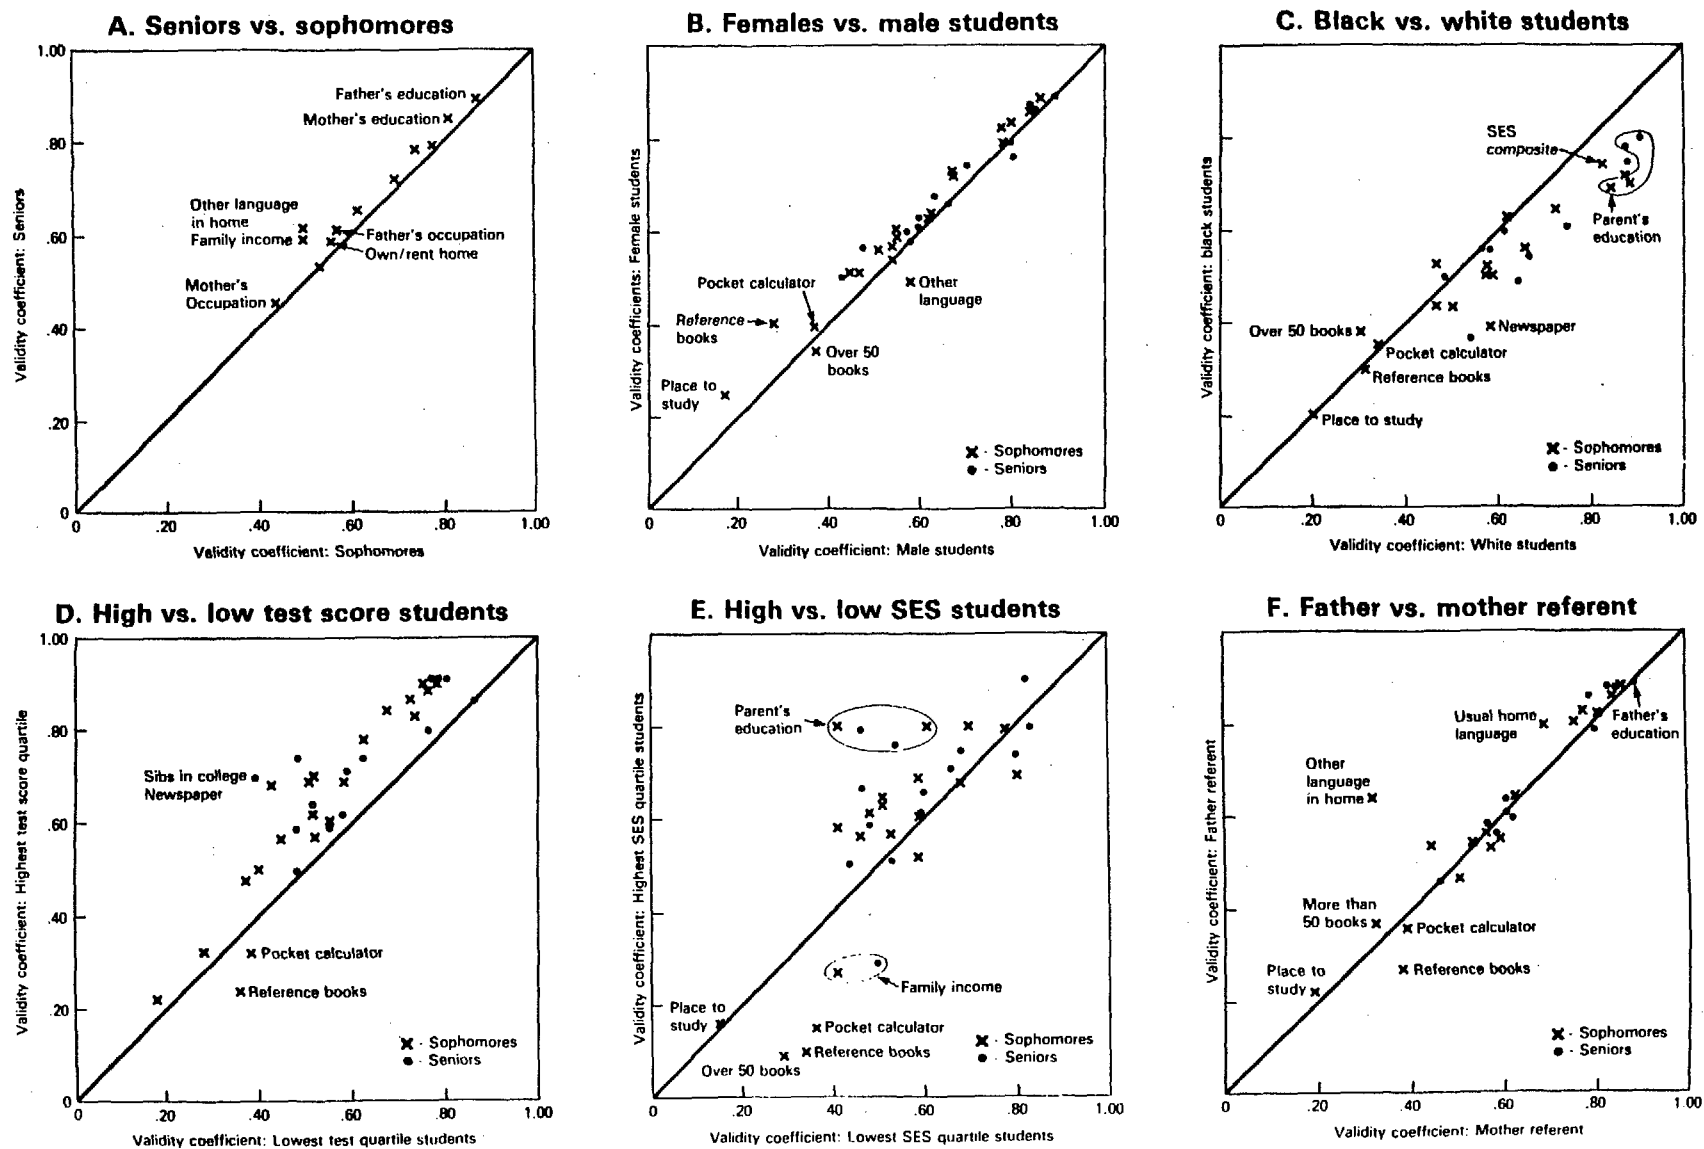 A. Seniors vs. sophomores
1.00
.80
.60
.40
.20
0
Validity coefficient: Seniors
Father's education
Mother's education
Other language
in home
Family income
Father's occupation
Own/rent home
Mother's
Occupation
0
.20
.40
.60
.80
1.00
Validity coefficient: Sophomores
B. Females vs. male students
Validity coefficients: Female students
Pocket calculator
Other
language
Reference
books
Over 50
books
Place to
study
x - Sophomores
• - Seniors
0
.20
.40
.60
.80
1.00
Validity coefficient: Male students
C. Black vs. white students
Validity coefficient: black students
SES
composite
Parent's
education
Over 50 books
Newspaper
Pocket calculator
Reference books
Place to study
x - Sophomores
• - Seniors
0
.20
.40
.60
.80
1.00
Validity coefficient: White students
D. High vs. low test score students
1.00
.80
.60
.40
.20
0
Validity coefficient: Highest test score quartile
Sibs in college
Newspaper
Pocket calculator
Reference books
x - Sophomores
• - Seniors
0
.20
.40
.60
.80
1.00
Validity coefficient: Lowest test quartile students
E. High vs. low SES students
Validity coefficient: Highest SES quartile students
Parent's
education
Family income
Place to
study
Pocket calculator
Reference books
Over 50 books
x - Sophomores
• - Seniors
0
.20
.40
.60
.80
1.00
Validity coefficient: Lowest SES quartile students
F. Father vs. mother referent
Validity coefficient: Father referent
Usual home
language
Father's
education
Other
language
in home
More than
50 books
Pocket calculator
Reference books
Place to
study
x - Sophomores
• - Seniors
0
.20
.40
.60
.80
1.00
Validity coefficient: Mother referent